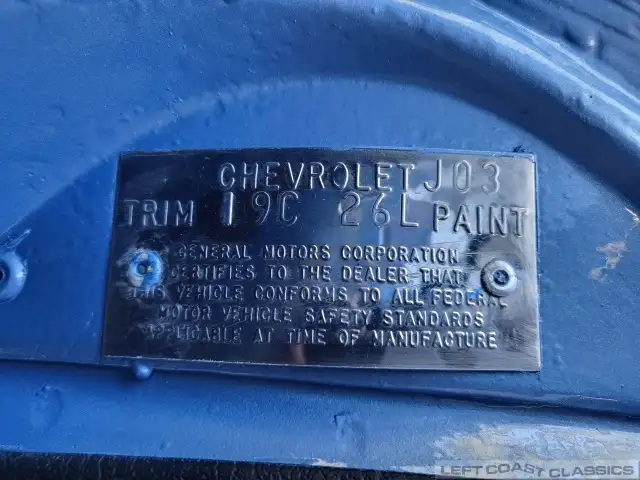 CHEVROLET J03
TRIM 19C 26L PAINT
GENERAL MOTORS CORPORATION
CERTIFIES TO THE DEALER THAT
THIS VEHICLE CONFORMS TO ALL FEDERAL
MOTOR VEHICLE SAFETY STANDARDS
APPLICABLE AT TIME OF MANUFACTURE
LEFT COAST CLASSICS